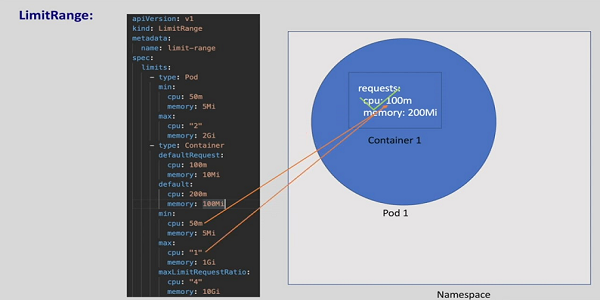 LimitRange:
apiVersion: v1
kind: LimitRange
metadata:
  name: limit-range
spec:
  limits:
    - type: Pod
      min:
        cpu: 50m
        memory: 5Mi
      max:
        cpu: "2"
        memory: 2Gi
    - type: Container
      defaultRequest:
        cpu: 100m
        memory: 10Mi
      default:
        cpu: 200m
        memory: 100Mi
      min:
        cpu: 50m
        memory: 5Mi
      max:
        cpu: "1"
        memory: 1Gi
      maxLimitRequestRatio:
        cpu: "4"
        memory: 10Gi
requests:
cpu: 100m
memory: 200Mi
Container 1
Pod 1
Namespace